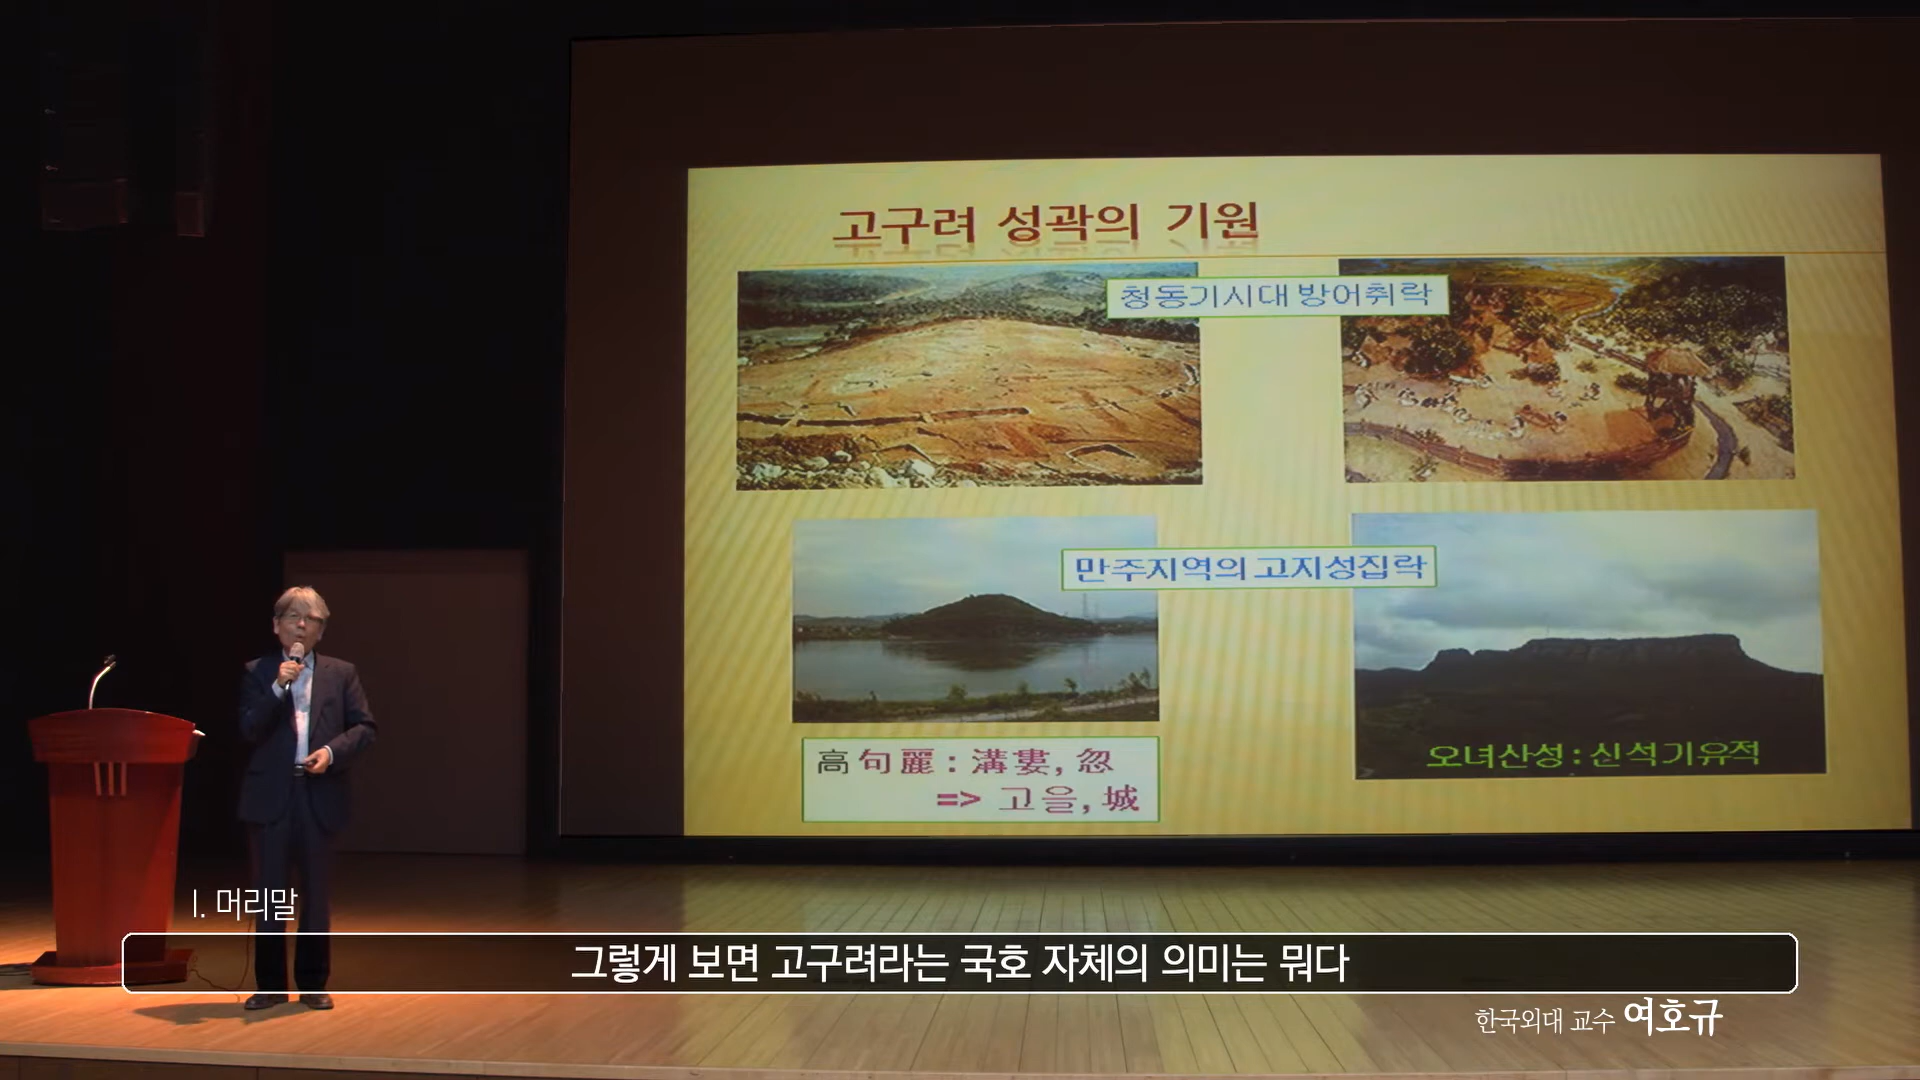 고구려 성곽의 기원
청동기시대 방어취락
만주지역의 고지성집락
高句麗 : 溝婁, 忽
=> 고을, 城
오녀산성 : 신석기유적
I. 머리말
그렇게 보면 고구려라는 국호 자체의 의미는 뭐다
한국외대 교수 여호규